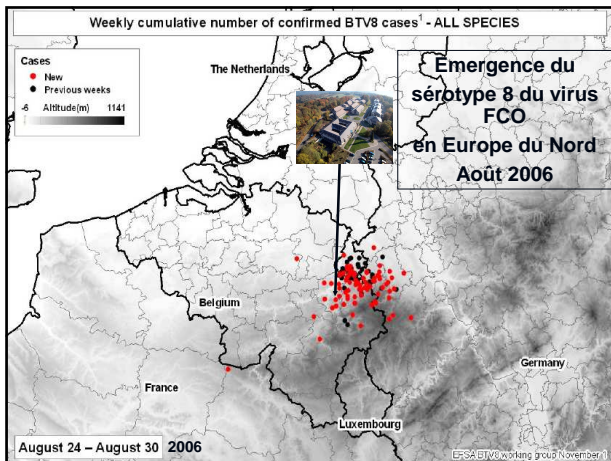 Weekly cumulative number of confirmed BTV8 cases¹ - ALL SPECIES
Cases
New
Previous weeks
-6 Altitude(m) 1141
The Netherlands
Emergence du
sérotype 8 du virus
FCO
en Europe du Nord
Août 2006
Belgium
Germany
France
Luxembourg
August 24 – August 30 2006
EFSA BTV8 working group November 1